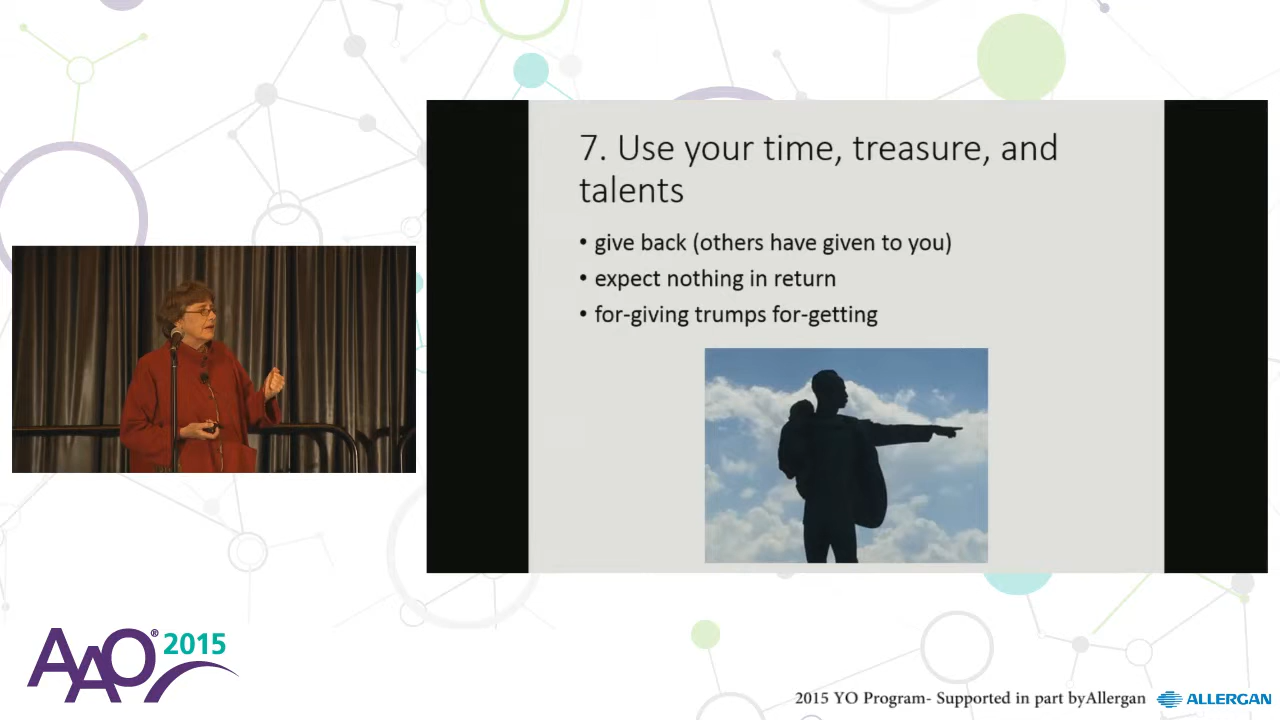 7. Use your time, treasure, and
talents
• give back (others have given to you)
• expect nothing in return
• for-giving trumps for-getting
AAO® 2015
2015 YO Program- Supported in part byAllergan
ALLERGAN